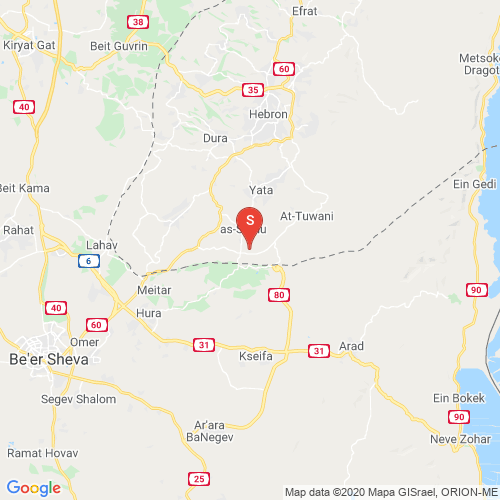 Efrat
38
Kiryat Gat
Beit Guvrin
60
Metsoke
Dragot
35
40
Hebron
Dura
Ein Gedi
Beit Kama
Yata
At-Tuwani
S
Rahat
Lahav
6
Meitar
80
90
40
Hura
60
Omer
31
31
Arad
Be'er Sheva
Kseifa
Segev Shalom
Ein Bokek
Ar'ara
BaNegev
90
Neve Zohar
Ramat Hovav
25
Google
Map data ©2020 Mapa GISrael, ORION-ME